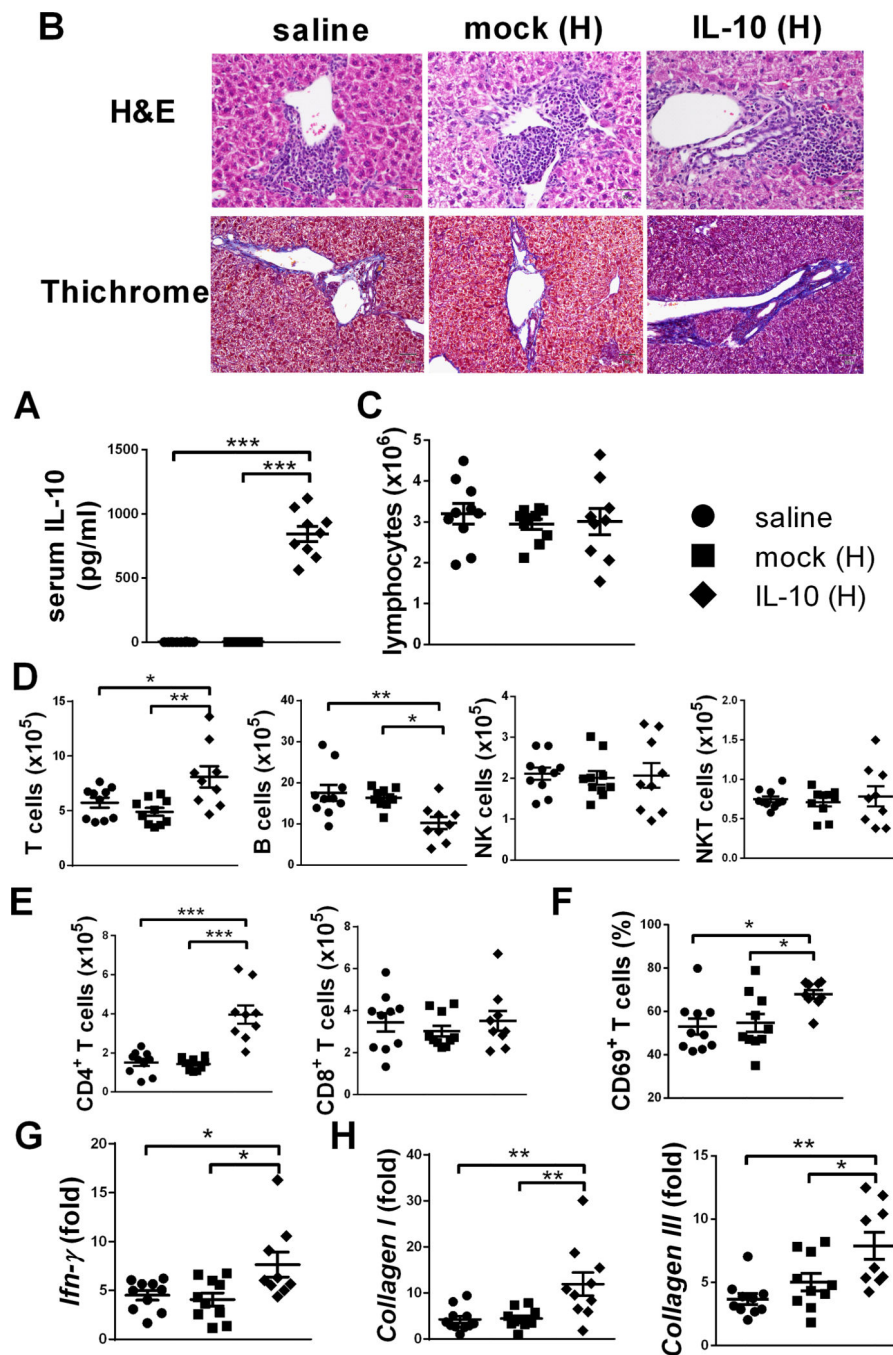 B
saline mock (H) IL-10 (H)
H&E
Thichrome
A
serum IL-10
(pg/ml)
1500
1000
500
0
***
***
C
lymphocytes (x10⁶)
5
4
3
2
1
saline
mock (H)
IL-10 (H)
D
T cells (x10⁵)
15
10
5
0
*
**
B cells (x10⁵)
40
30
20
10
0
**
*
NK cells (x10⁵)
4
3
2
1
0
NKT cells (x10⁵)
2.0
1.5
1.0
0.5
0.0
E
CD4⁺ T cells (x10⁵)
8
6
4
2
0
***
***
CD8⁺ T cells (x10⁵)
8
6
4
2
0
F
CD69⁺ T cells (%)
100
80
60
40
20
*
*
G
Ifn-γ (fold)
20
15
10
5
0
*
*
H
Collagen I (fold)
40
30
20
10
0
**
**
Collagen III (fold)
15
10
5
0
**
*